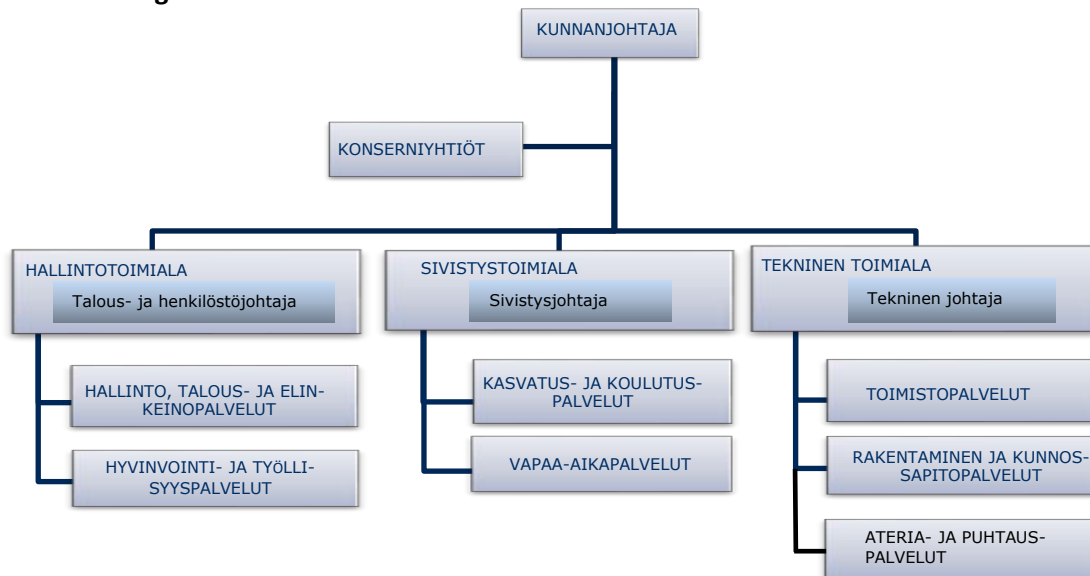 KUNNANJOHTAJA
KONSERNIYHTIÖT
HALLINTOTOIMIALA
Talous- ja henkilöstöjohtaja
HALLINTO, TALOUS- JA ELIN-
KEINOPALVELUT
HYVINVOINTI- JA TYÖLLI-
SYYSPALVELUT
SIVISTYSTOIMIALA
Sivistysjohtaja
KASVATUS- JA KOULUTUS-
PALVELUT
VAPAA-AIKAPALVELUT
TEKNINEN TOIMIALA
Tekninen johtaja
TOIMISTOPALVELUT
RAKENTAMINEN JA KUNNOS-
SAPITOPALVELUT
ATERIA- JA PUHTAUS-
PALVELUT